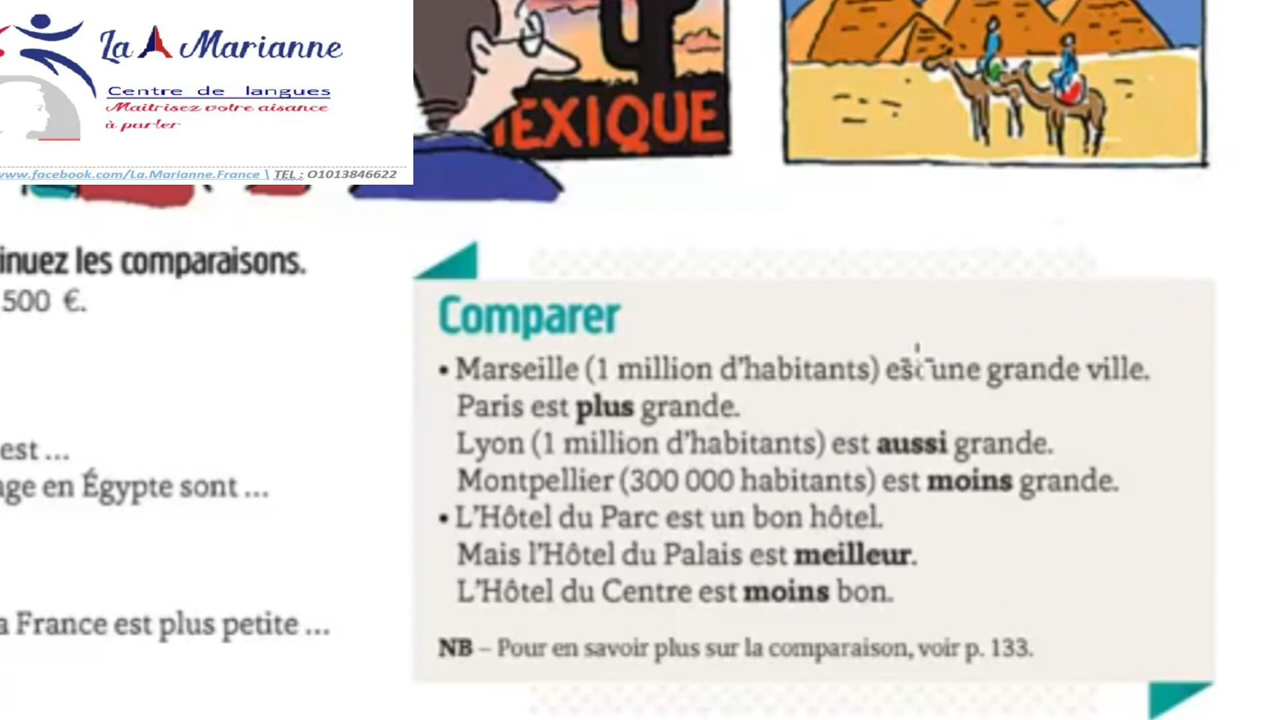 La Marianne
Centre de langues
Maîtrisez votre aisance
à parler
www.facebook.com/La.Marianne.France \ TEL : 01013846622
MEXIQUE
inuez les comparaisons.
500 €.
est ...
age en Égypte sont ...
a France est plus petite ...
Comparer
• Marseille (1 million d'habitants) est une grande ville.
Paris est plus grande.
Lyon (1 million d'habitants) est aussi grande.
Montpellier (300 000 habitants) est moins grande.
• L'Hôtel du Parc est un bon hôtel.
Mais l'Hôtel du Palais est meilleur.
L'Hôtel du Centre est moins bon.
NB – Pour en savoir plus sur la comparaison, voir p. 133.